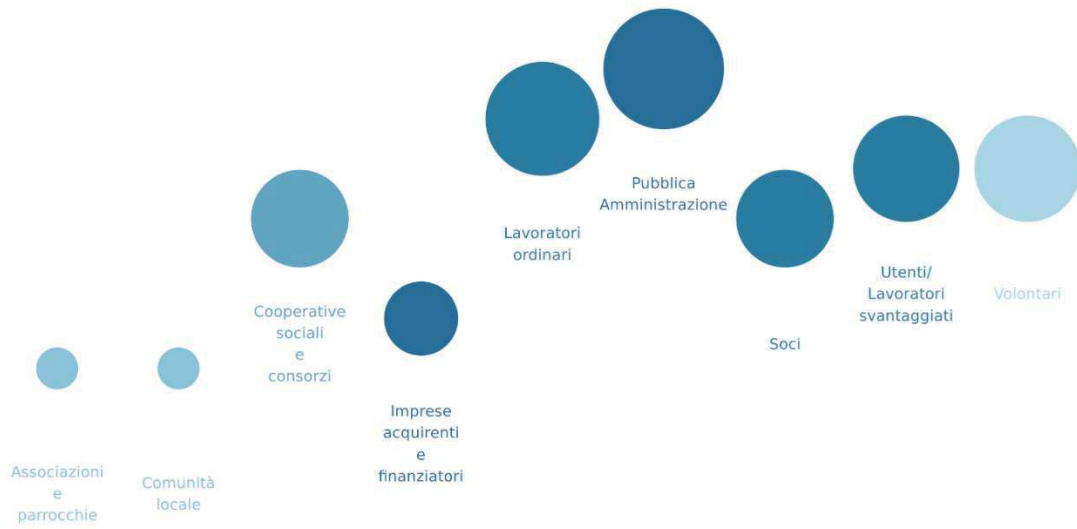 Associazioni
e
parrocchie
Comunità
locale
Cooperative
sociali
e
consorzi
Imprese
acquirenti
e
finanziatori
Lavoratori
ordinari
Pubblica
Amministrazione
Soci
Utenti/
Lavoratori
svantaggiati
Volontari